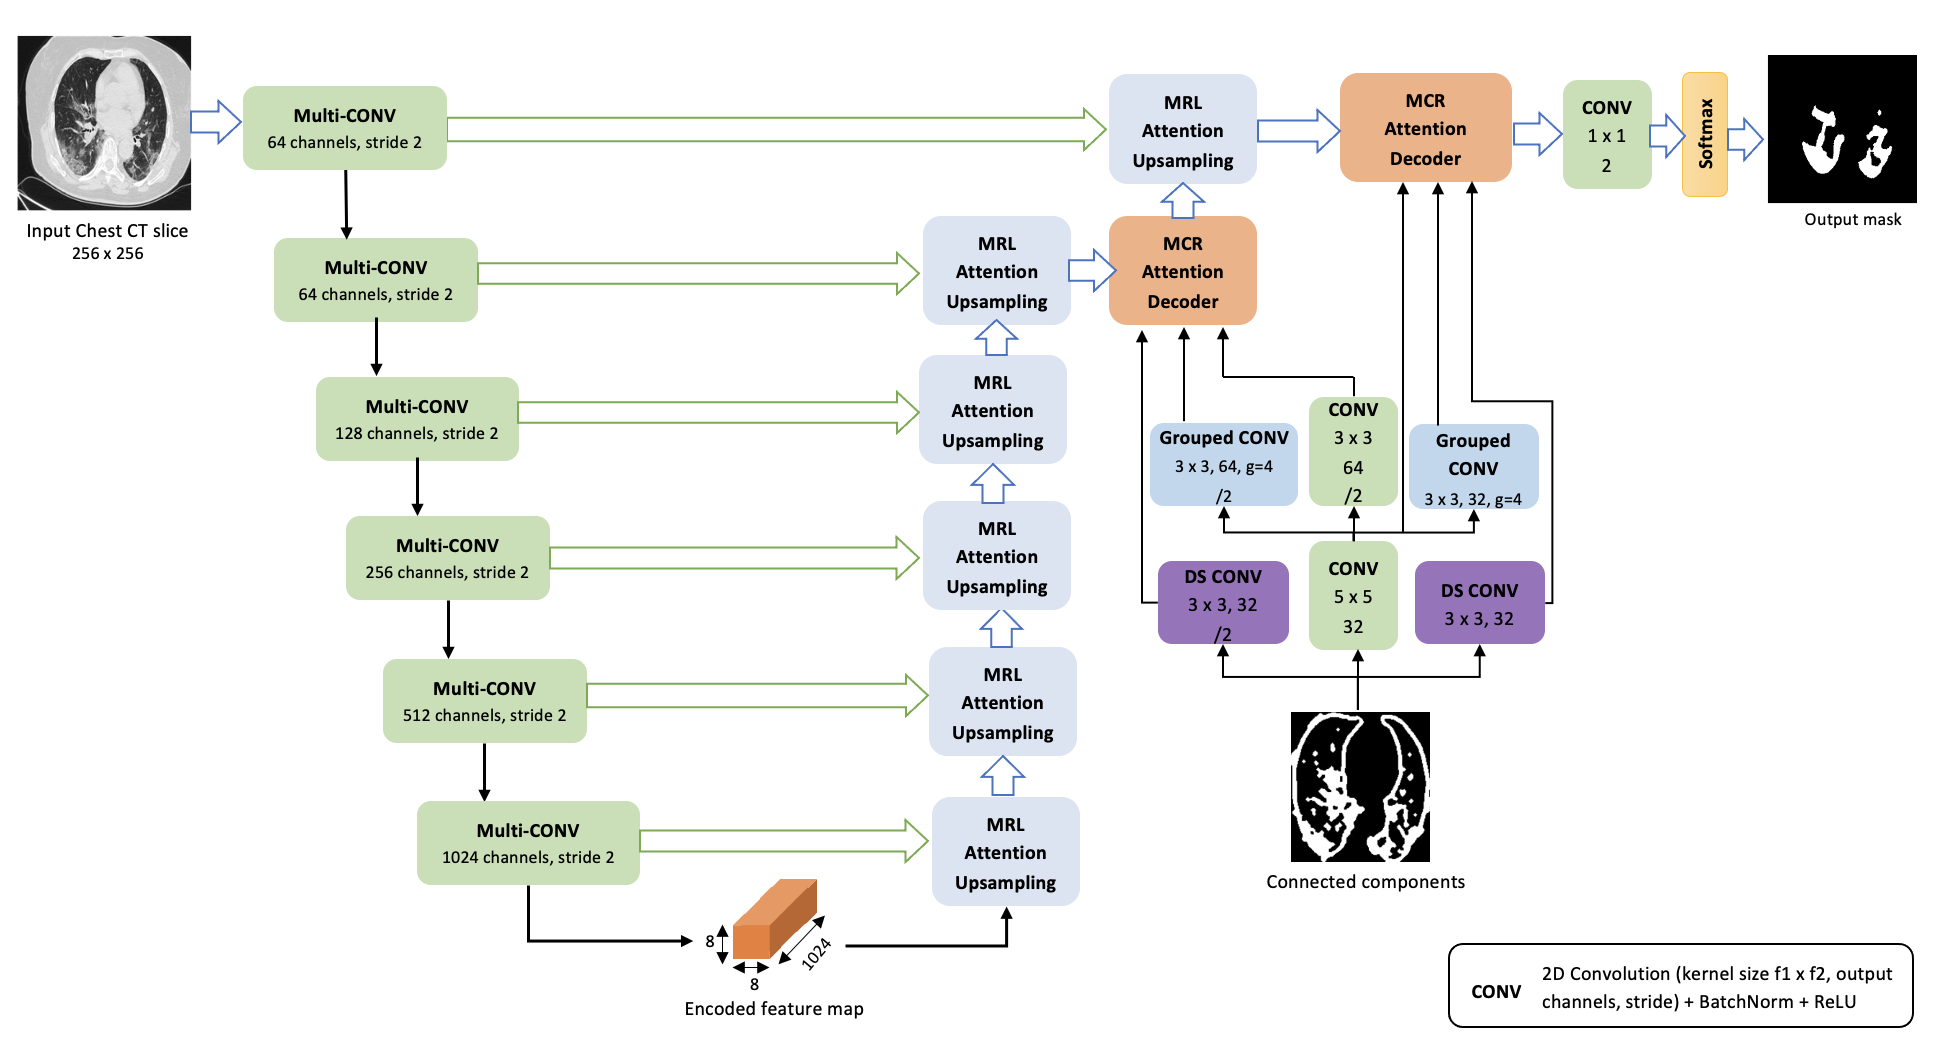 Input Chest CT slice
256 x 256
Multi-CONV
64 channels, stride 2
Multi-CONV
64 channels, stride 2
Multi-CONV
128 channels, stride 2
Multi-CONV
256 channels, stride 2
Multi-CONV
512 channels, stride 2
Multi-CONV
1024 channels, stride 2
8
8
1024
Encoded feature map
MRL
Attention
Upsampling
MRL
Attention
Upsampling
MRL
Attention
Upsampling
MRL
Attention
Upsampling
MRL
Attention
Upsampling
MRL
Attention
Upsampling
MCR
Attention
Decoder
MCR
Attention
Decoder
CONV
1 x 1
2
Softmax
Output mask
Grouped CONV
3 x 3, 64, g=4
/2
CONV
3 x 3
64
/2
Grouped
CONV
3 x 3, 32, g=4
DS CONV
3 x 3, 32
/2
CONV
5 x 5
32
DS CONV
3 x 3, 32
Connected components
CONV
2D Convolution (kernel size f1 x f2, output
channels, stride) + BatchNorm + ReLU